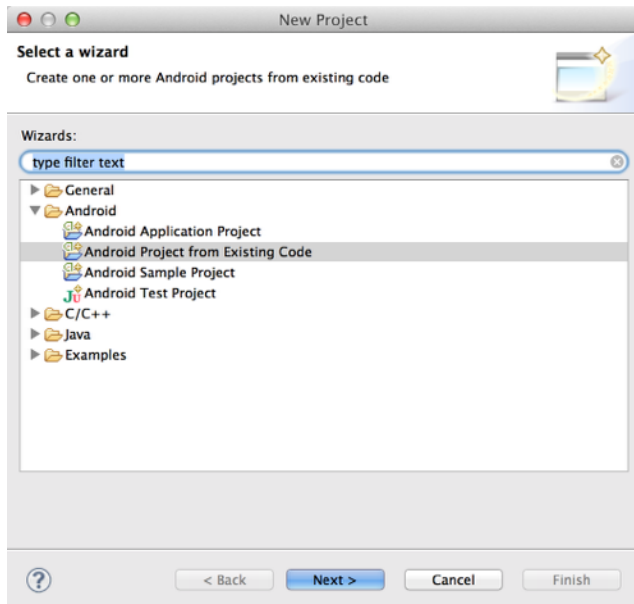 New Project
Select a wizard
Create one or more Android projects from existing code
Wizards:
type filter text
General
Android
Android Application Project
Android Project from Existing Code
Android Sample Project
Android Test Project
C/C++
Java
Examples
? < Back Next > Cancel Finish